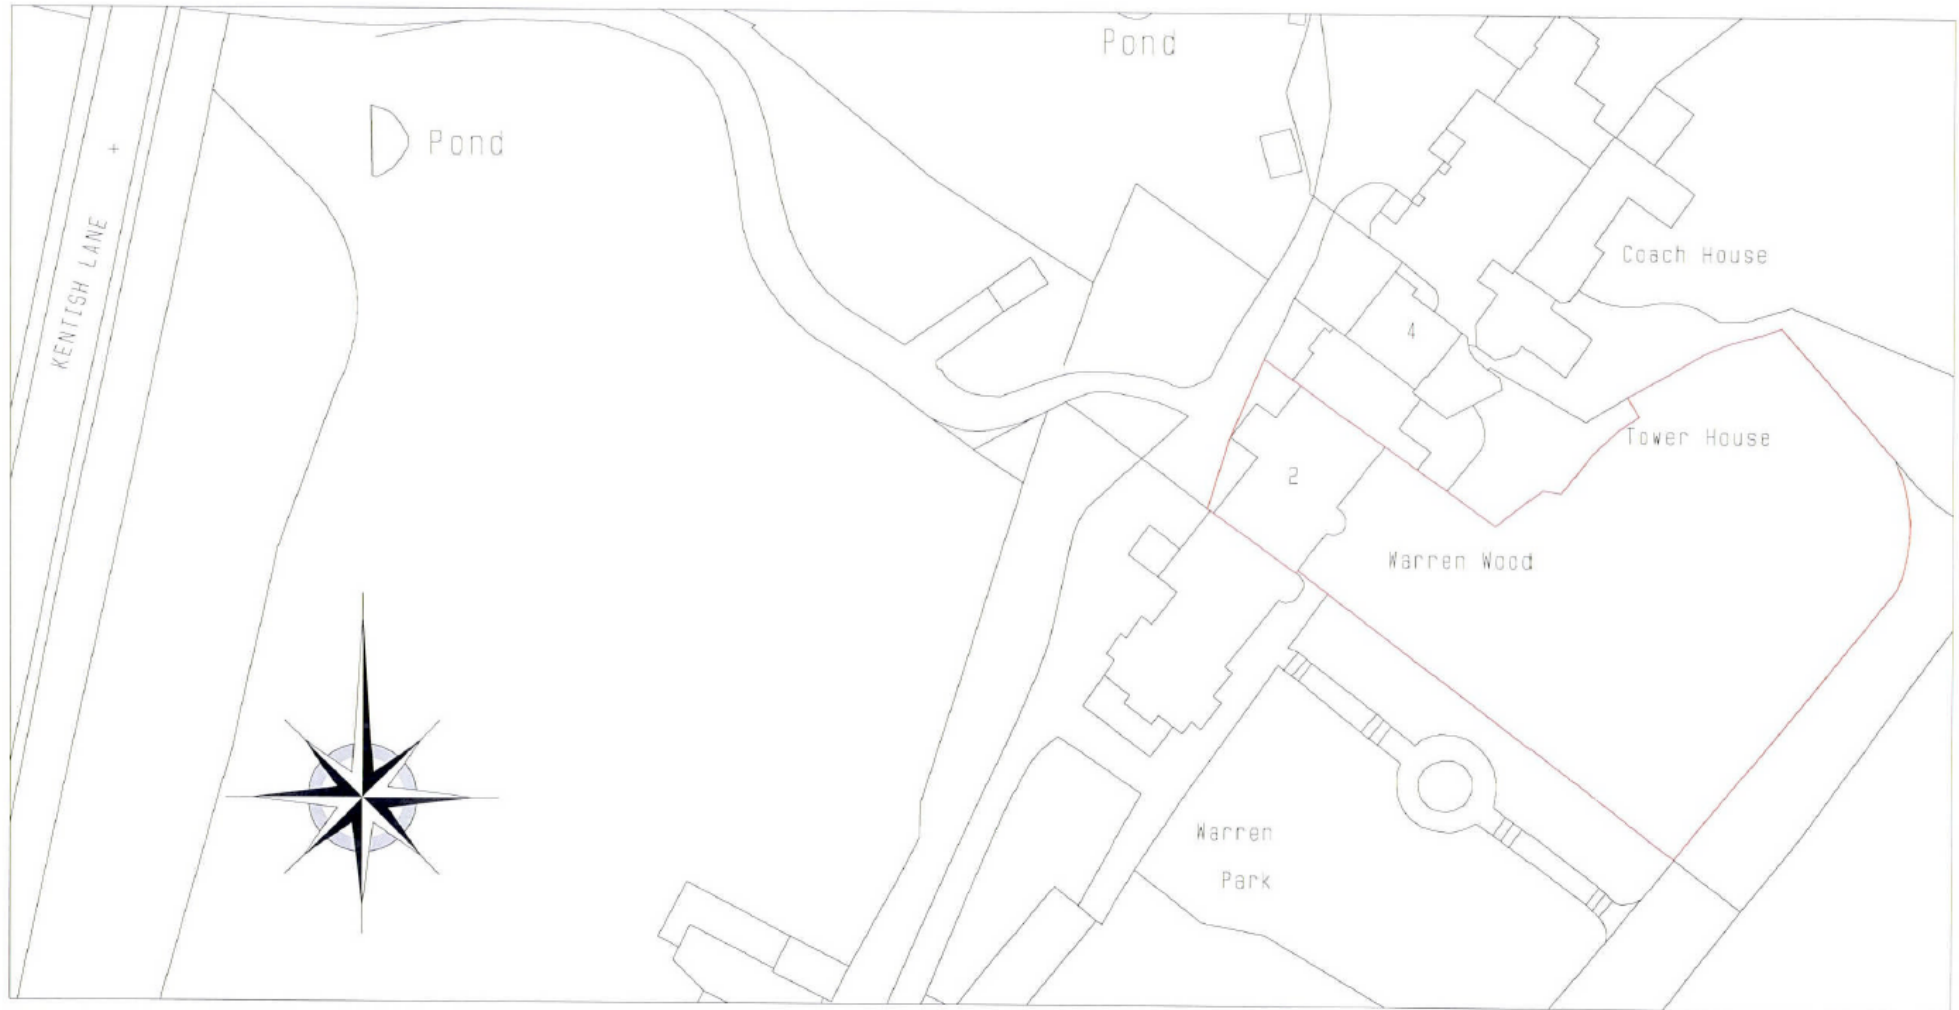 Pond
Pond
KENTISH LANE
Coach House
4
Tower House
2
Warren Wood
Warren
Park